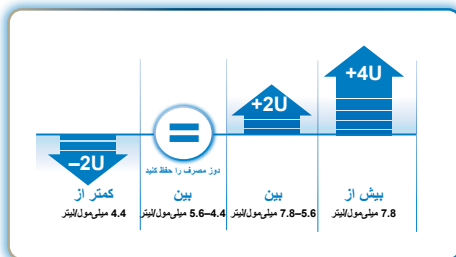 +4U
+2U
–2U
دوز مصرف را حفظ کنید
بیش از
7.8 میلی‌مول/لیتر
بین
7.8–5.6 میلی‌مول/لیتر
بین
5.6–4.4 میلی‌مول/لیتر
کمتر از
4.4 میلی‌مول/لیتر